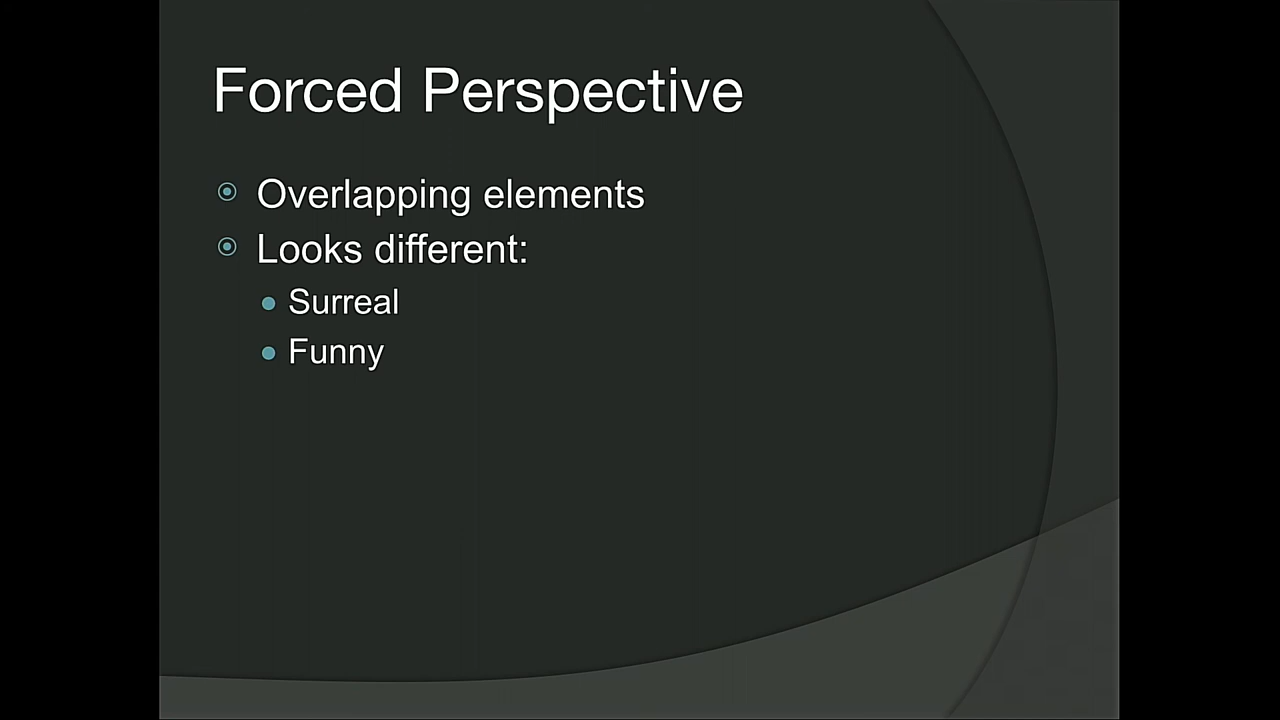 Forced Perspective
Overlapping elements
Looks different:
Surreal
Funny